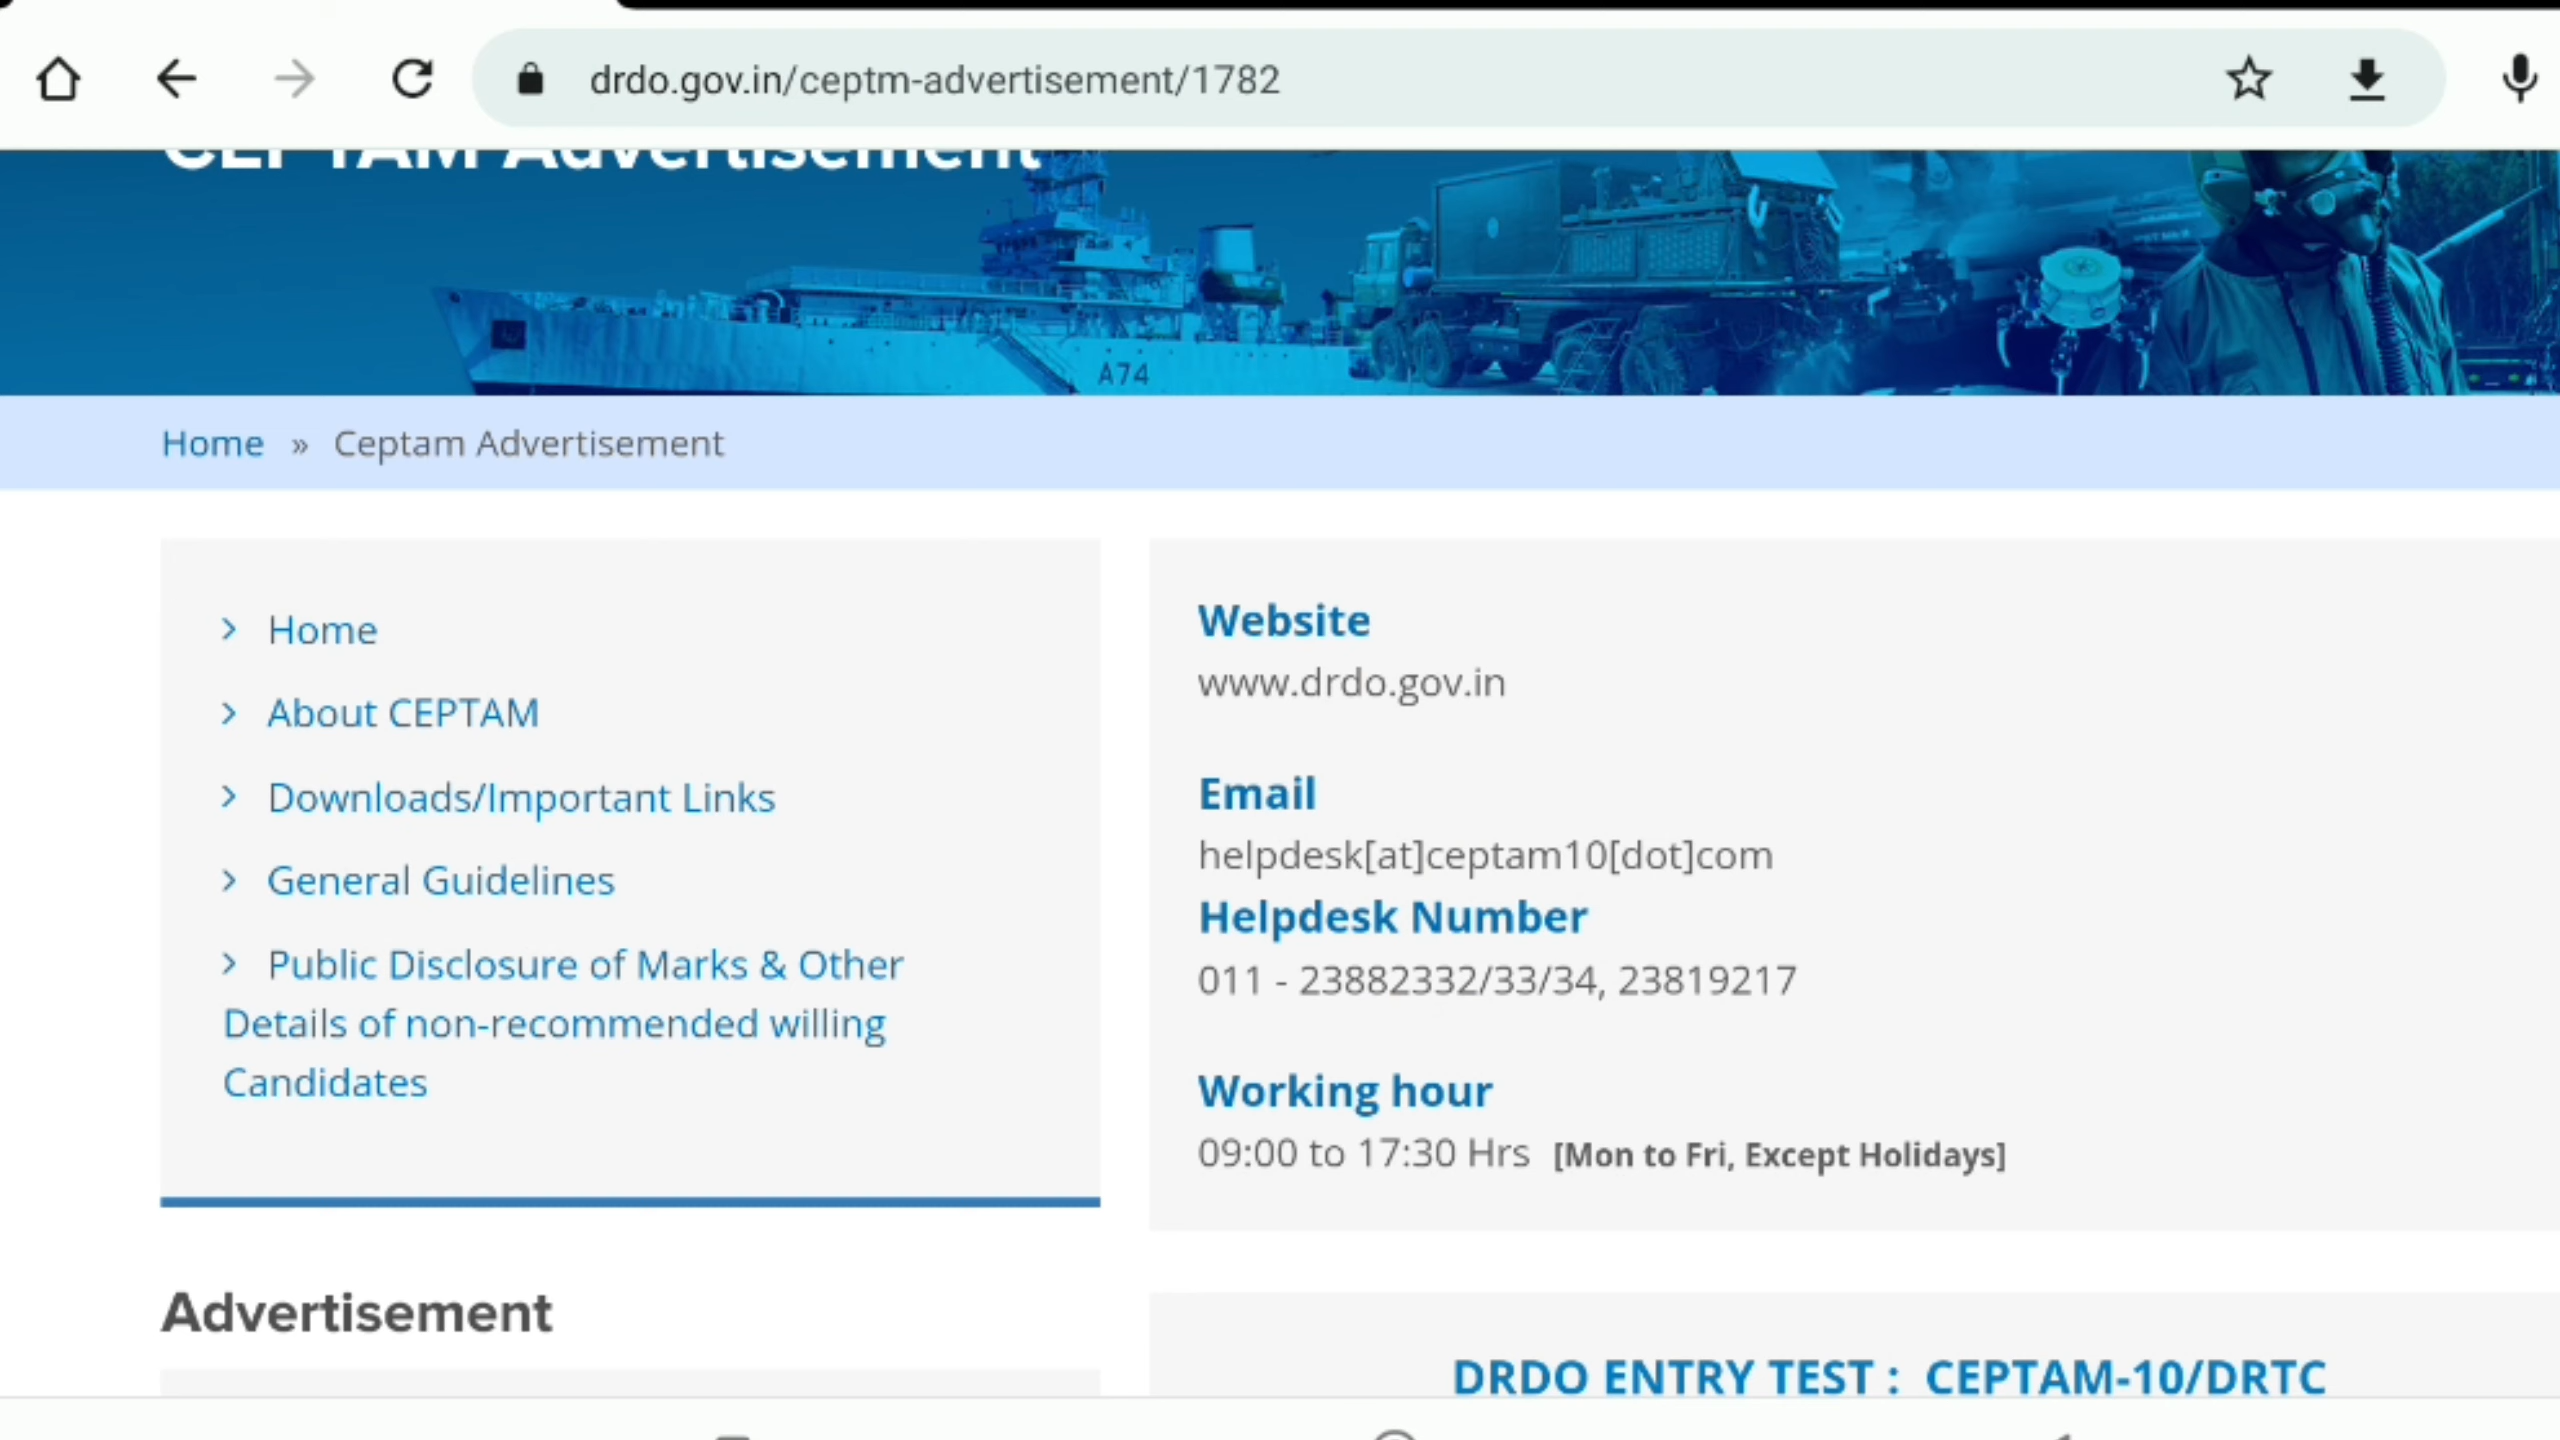 drdo.gov.in/ceptm-advertisement/1782
CEPTAM Advertisement
A74
Home » Ceptam Advertisement
> Home
> About CEPTAM
> Downloads/Important Links
> General Guidelines
> Public Disclosure of Marks & Other
Details of non-recommended willing
Candidates
Advertisement
Website
www.drdo.gov.in
Email
helpdesk[at]ceptam10[dot]com
Helpdesk Number
011 - 23882332/33/34, 23819217
Working hour
09:00 to 17:30 Hrs [Mon to Fri, Except Holidays]
DRDO ENTRY TEST : CEPTAM-10/DRTC